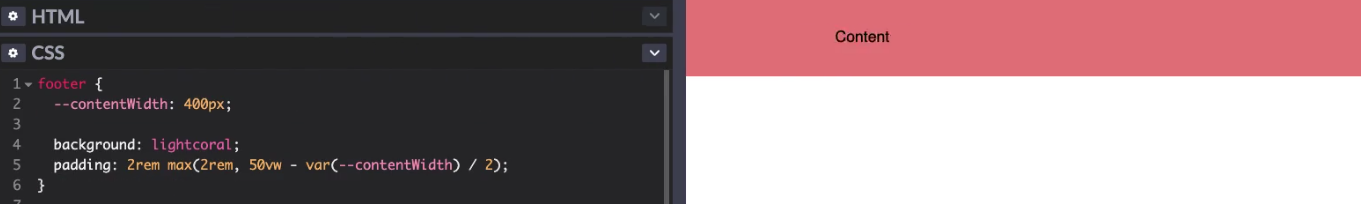 HTML
CSS
1 footer {
2 --contentWidth: 400px;
3
4 background: lightcoral;
5 padding: 2rem max(2rem, 50vw - var(--contentWidth) / 2);
6 }
7
Content